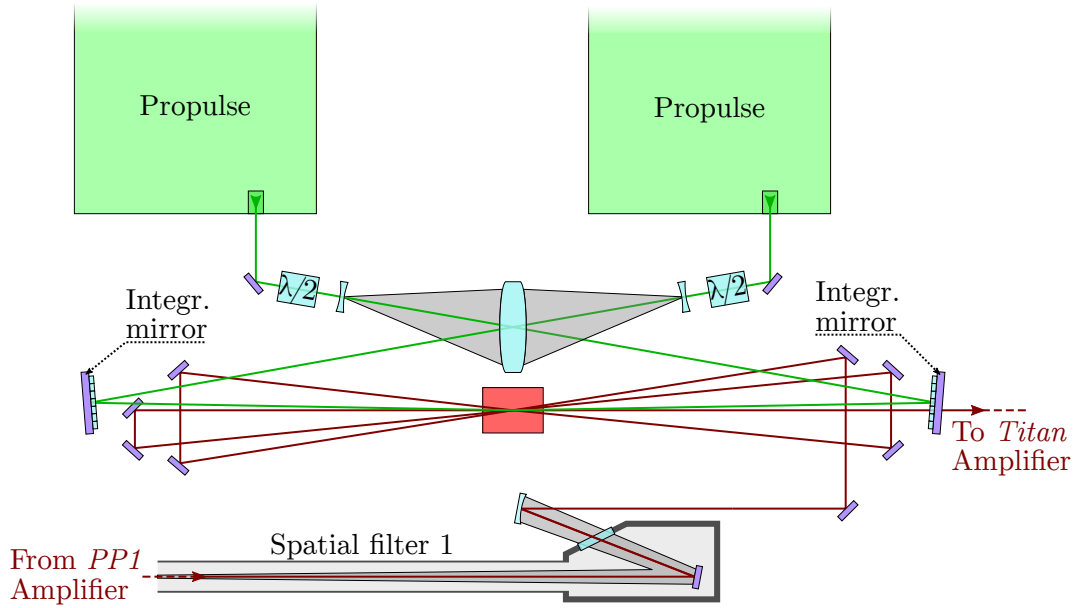 Propulse
Propulse
λ/2
λ/2
Integr.
mirror
Integr.
mirror
To Titan
Amplifier
Spatial filter 1
From PP1
Amplifier